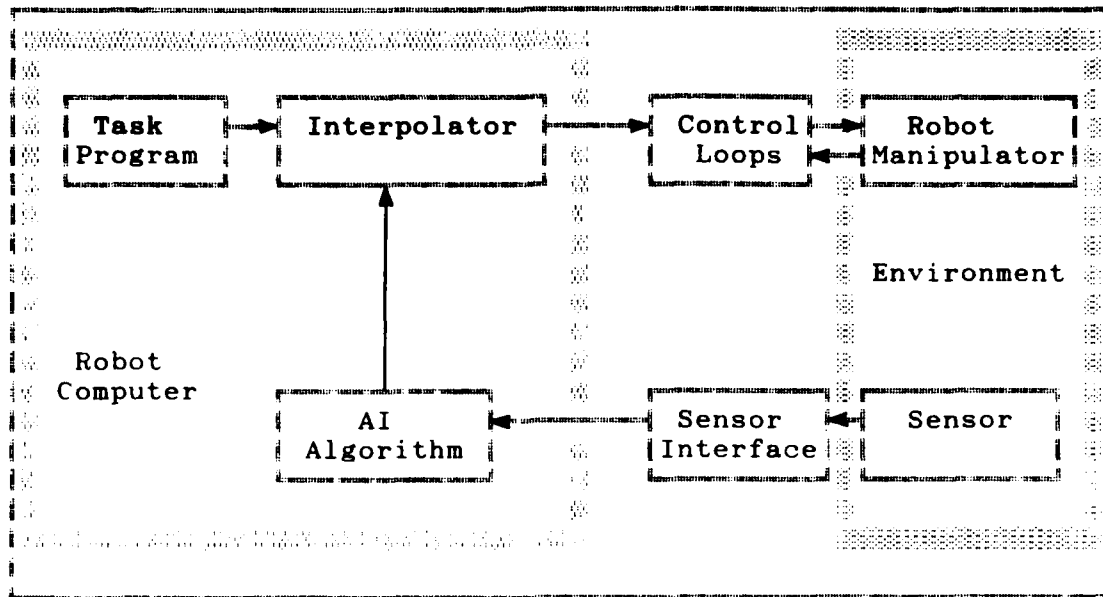 Task
Program
Interpolator
Control
Loops
Robot
Manipulator
Environment
Robot
Computer
AI
Algorithm
Sensor
Interface
Sensor